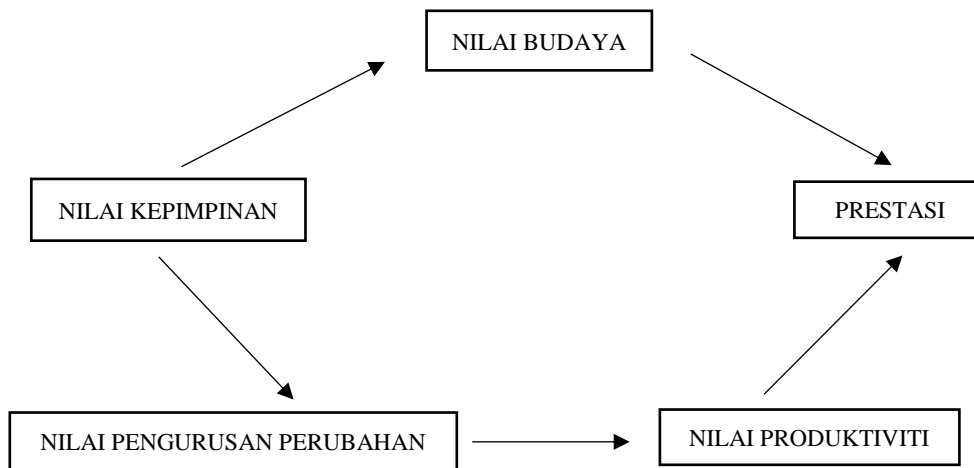 NILAI BUDAYA
NILAI KEPIMPINAN
PRESTASI
NILAI PENGURUSAN PERUBAHAN
NILAI PRODUKTIVITI